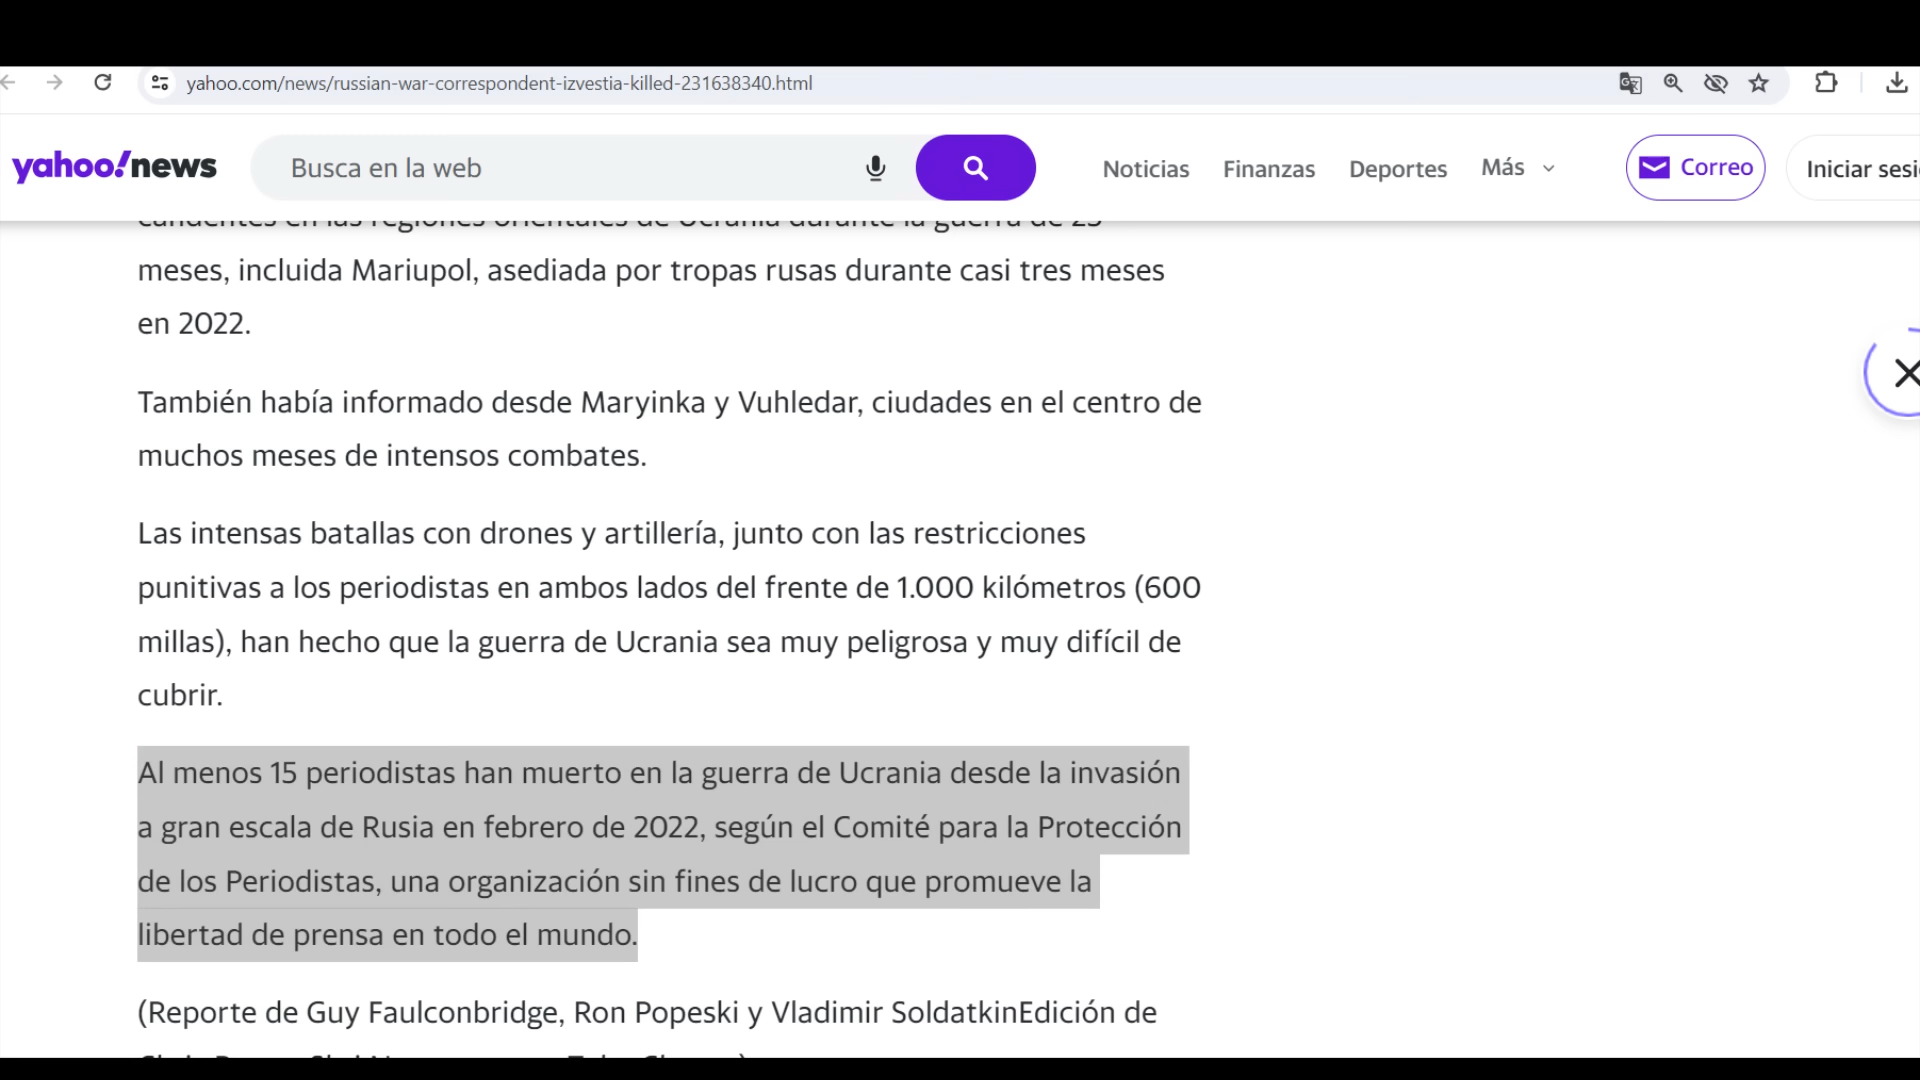 yahoo.com/news/russian-war-correspondent-izvestia-killed-231638340.html
yahoo!news
Busca en la web
Noticias
Finanzas
Deportes
Más
Correo
Iniciar sesi
candentes en las regiones orientales de Ucrania durante la guerra de 23
meses, incluida Mariupol, asediada por tropas rusas durante casi tres meses
en 2022.
También había informado desde Maryinka y Vuhledar, ciudades en el centro de
muchos meses de intensos combates.
Las intensas batallas con drones y artillería, junto con las restricciones
punitivas a los periodistas en ambos lados del frente de 1.000 kilómetros (600
millas), han hecho que la guerra de Ucrania sea muy peligrosa y muy difícil de
cubrir.
Al menos 15 periodistas han muerto en la guerra de Ucrania desde la invasión
a gran escala de Rusia en febrero de 2022, según el Comité para la Protección
de los Periodistas, una organización sin fines de lucro que promueve la
libertad de prensa en todo el mundo.
(Reporte de Guy Faulconbridge, Ron Popeski y Vladimir SoldatkinEdición de